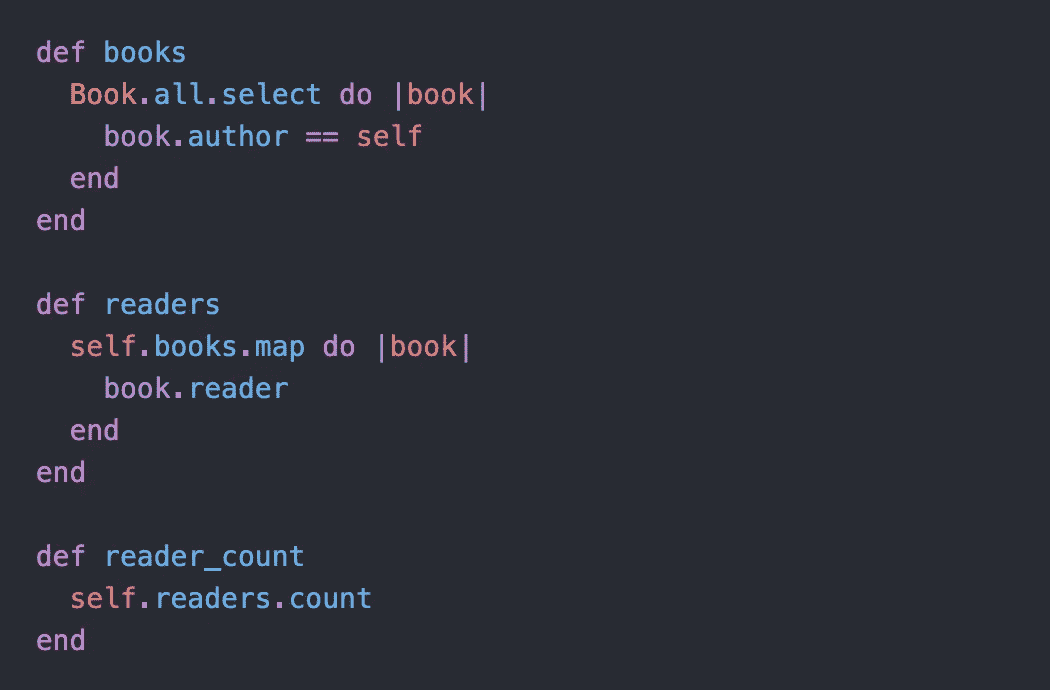 def books
  Book.all.select do |book|
    book.author == self
  end
end

def readers
  self.books.map do |book|
    book.reader
  end
end

def reader_count
  self.readers.count
end